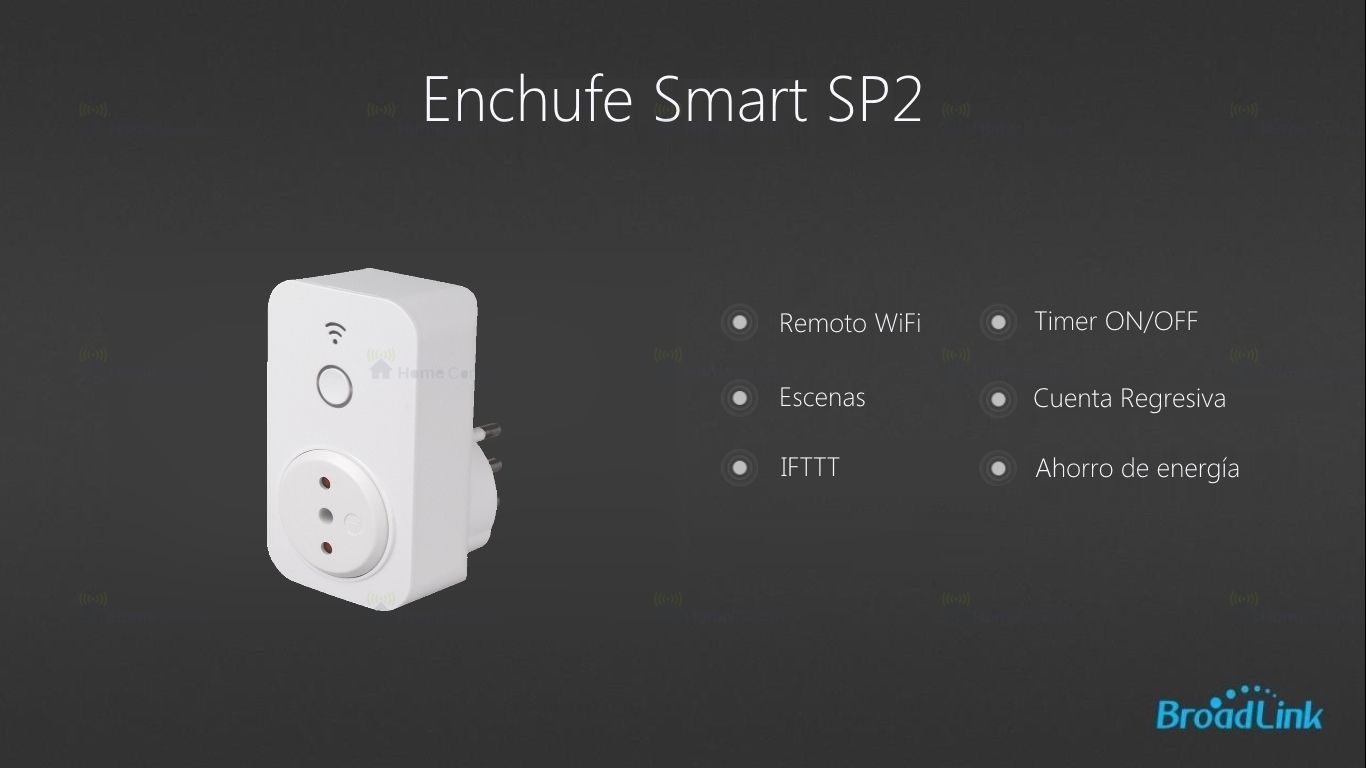 Enchufe Smart SP2
Remoto WiFi
Timer ON/OFF
Escenas
Cuenta Regresiva
IFTTT
Ahorro de energía
BroadLink